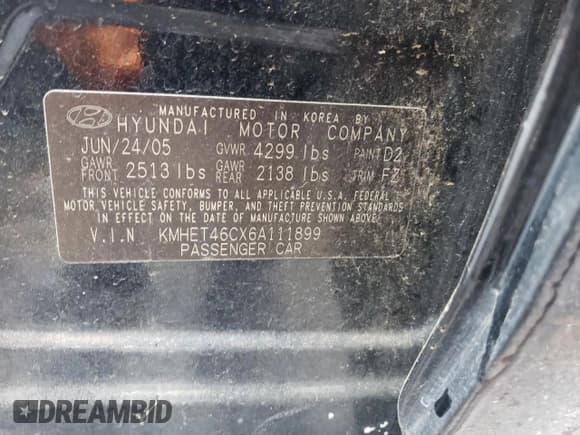 MANUFACTURED IN KOREA BY
HYUNDAI MOTOR COMPANY
JUN/24/05 GVWR 4299 lbs PAINT D2
GAWR FRONT 2513 lbs GAWR REAR 2138 lbs TRIM FZ
THIS VEHICLE CONFORMS TO ALL APPLICABLE U.S.A. FEDERAL
MOTOR VEHICLE SAFETY, BUMPER, AND THEFT PREVENTION STANDARDS
IN EFFECT ON THE DATE OF MANUFACTURE SHOWN ABOVE.
V.I.N KMHET46CX6A111899
PASSENGER CAR
DREAMBID